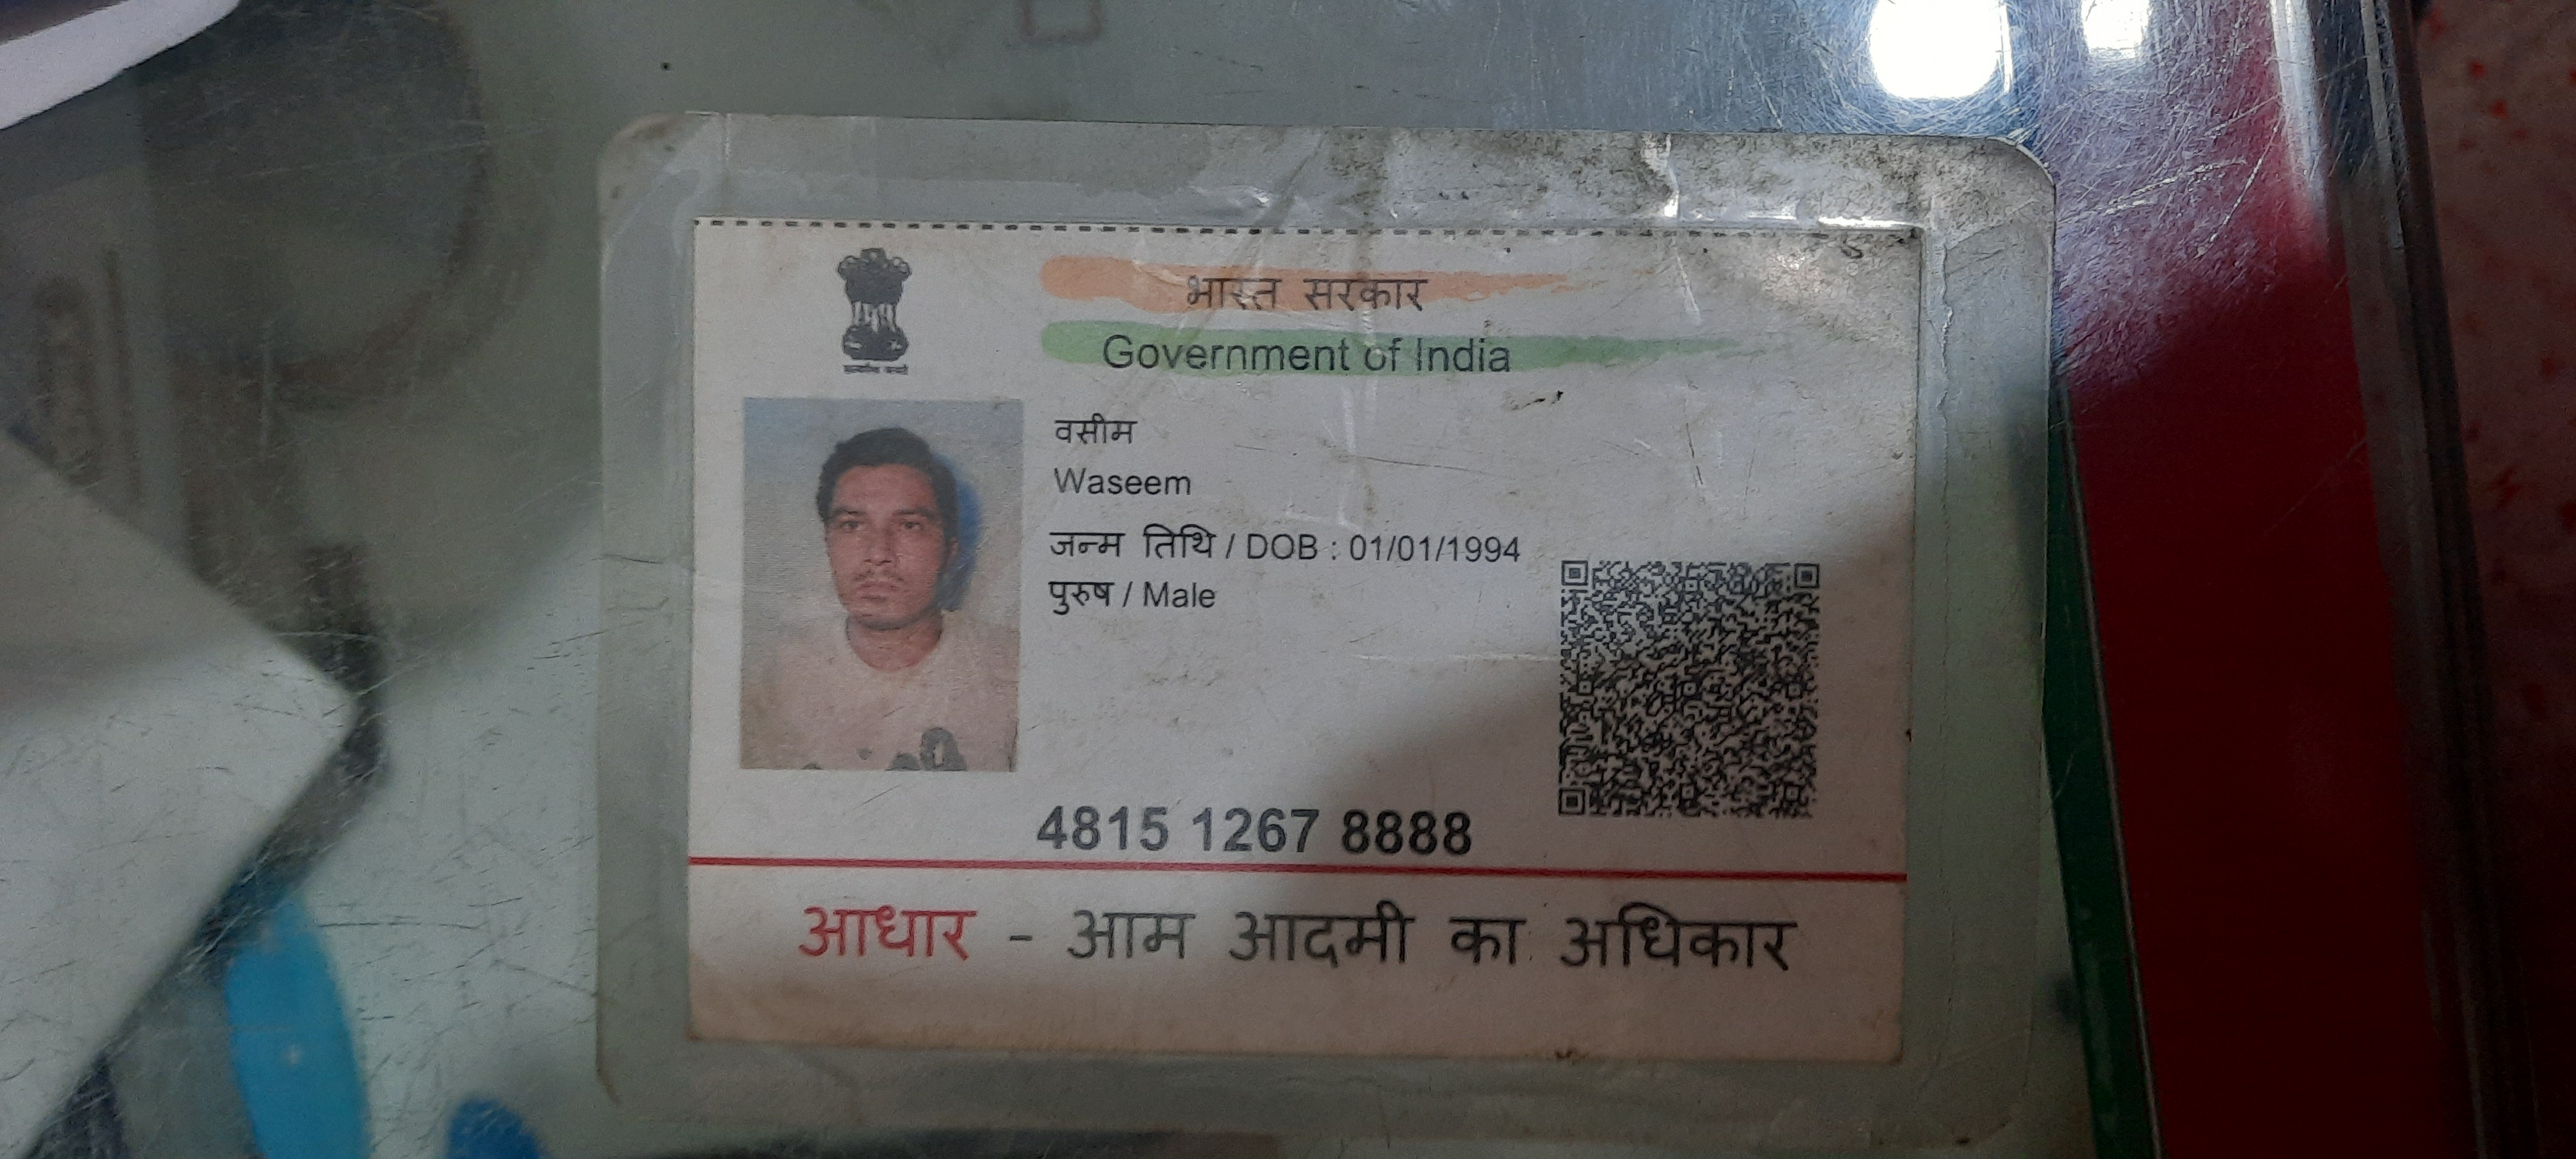 भारत सरकार
Government of India
वसीम
Waseem
जन्म तिथि / DOB : 01/01/1994
पुरुष / Male
4815 1267 8888
आधार - आम आदमी का अधिकार